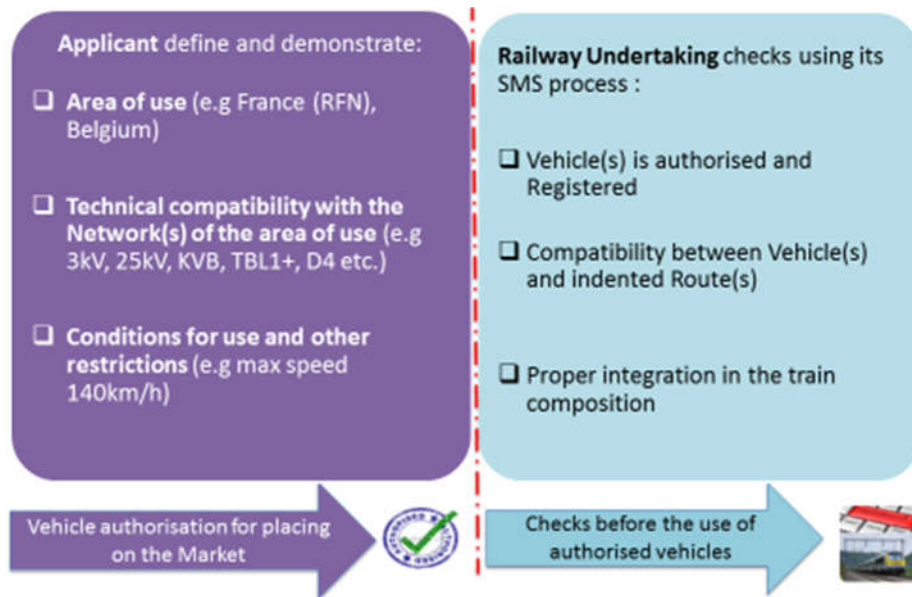 Applicant define and demonstrate:
❑ Area of use (e.g France (RFN),
Belgium)
❑ Technical compatibility with the
Network(s) of the area of use (e.g
3kV, 25kV, KVB, TBL1+, D4 etc.)
❑ Conditions for use and other
restrictions (e.g max speed
140km/h)
Vehicle authorisation for placing
on the Market
Railway Undertaking checks using its
SMS process :
❑ Vehicle(s) is authorised and
Registered
❑ Compatibility between Vehicle(s)
and indented Route(s)
❑ Proper integration in the train
composition
Checks before the use of
authorised vehicles